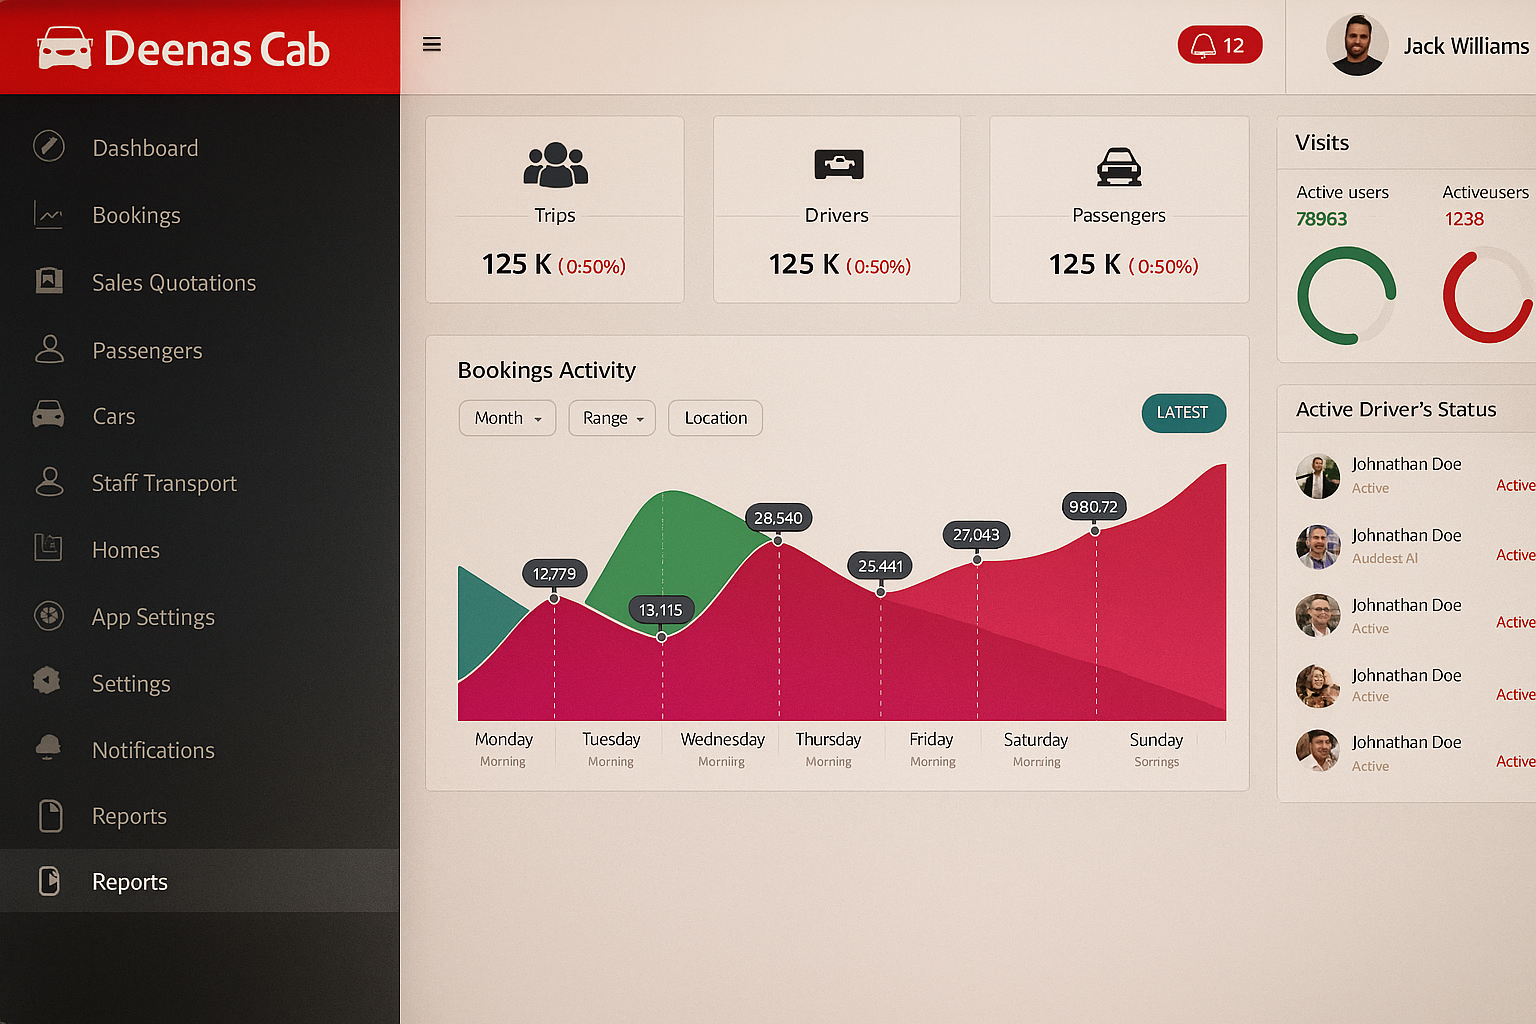 Deenas Cab
12
Jack Williams
Dashboard
Bookings
Sales Quotations
Passengers
Cars
Staff Transport
Homes
App Settings
Settings
Notifications
Reports
Reports
Trips
125 K (0:50%)
Drivers
125 K (0:50%)
Passengers
125 K (0:50%)
Visits
Active users
78963
Activeusers
1238
Bookings Activity
Month
Range
Location
LATEST
12,779
13,115
28,540
25.441
27,043
980.72
Monday
Morning
Tuesday
Morning
Wednesday
Morniirg
Thursday
Morning
Friday
Morning
Saturday
Morning
Sunday
Sorrings
Active Driver's Status
Johnathan Doe
Active
Active
Johnathan Doe
Auddest Al
Active
Johnathan Doe
Active
Active
Johnathan Doe
Active
Active
Johnathan Doe
Active
Active